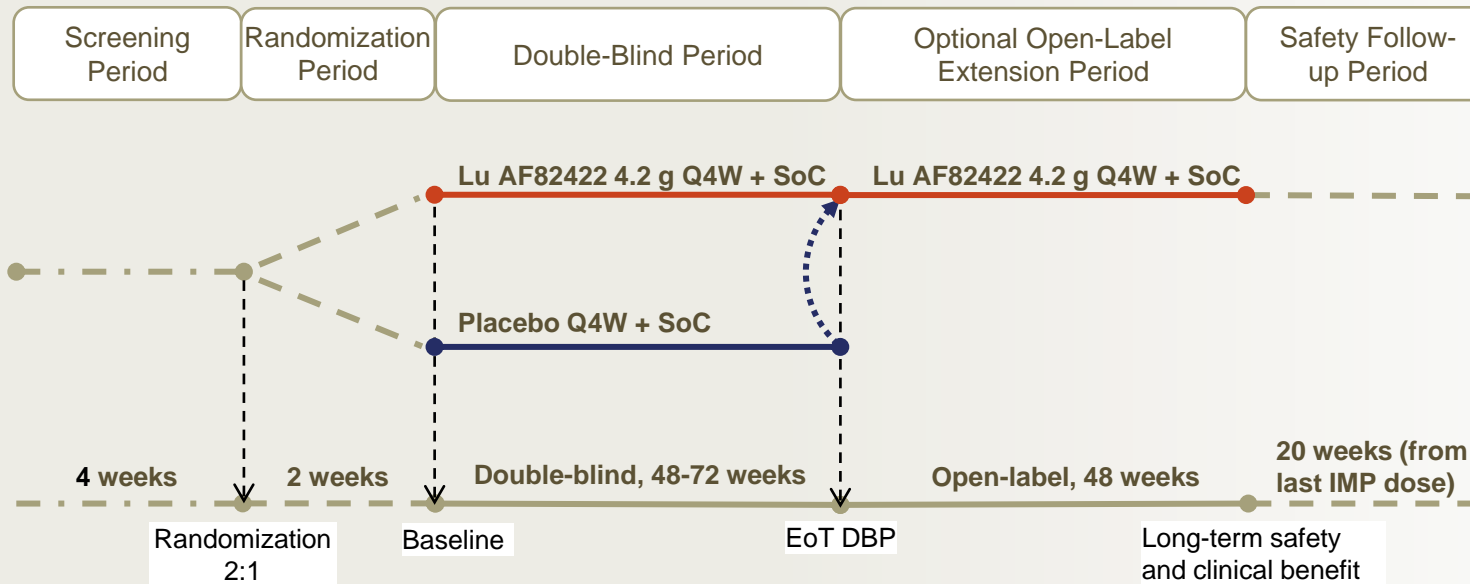 Screening
Period
Randomization
Period
Double-Blind Period
Optional Open-Label
Extension Period
Safety Follow-
up Period
Lu AF82422 4.2 g Q4W + SoC
Lu AF82422 4.2 g Q4W + SoC
Placebo Q4W + SoC
4 weeks
2 weeks
Double-blind, 48-72 weeks
Open-label, 48 weeks
20 weeks (from
last IMP dose)
Randomization
2:1
Baseline
EoT DBP
Long-term safety
and clinical benefit